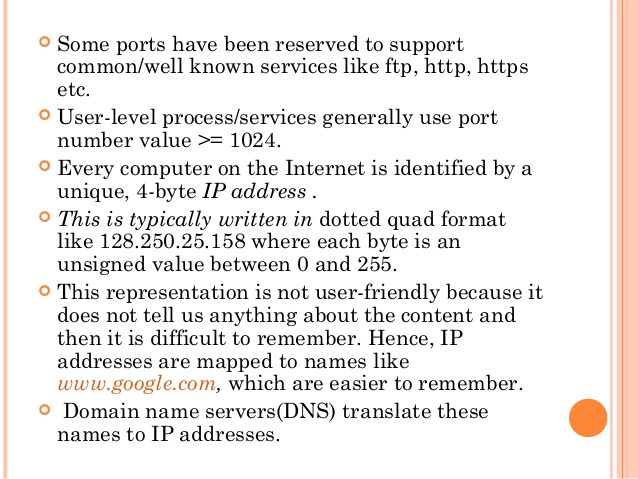 Some ports have been reserved to support
common/well known services like ftp, http, https
etc.
User-level process/services generally use port
number value >= 1024.
Every computer on the Internet is identified by a
unique, 4-byte IP address .
This is typically written in dotted quad format
like 128.250.25.158 where each byte is an
unsigned value between 0 and 255.
This representation is not user-friendly because it
does not tell us anything about the content and
then it is difficult to remember. Hence, IP
addresses are mapped to names like
www.google.com, which are easier to remember.
Domain name servers(DNS) translate these
names to IP addresses.